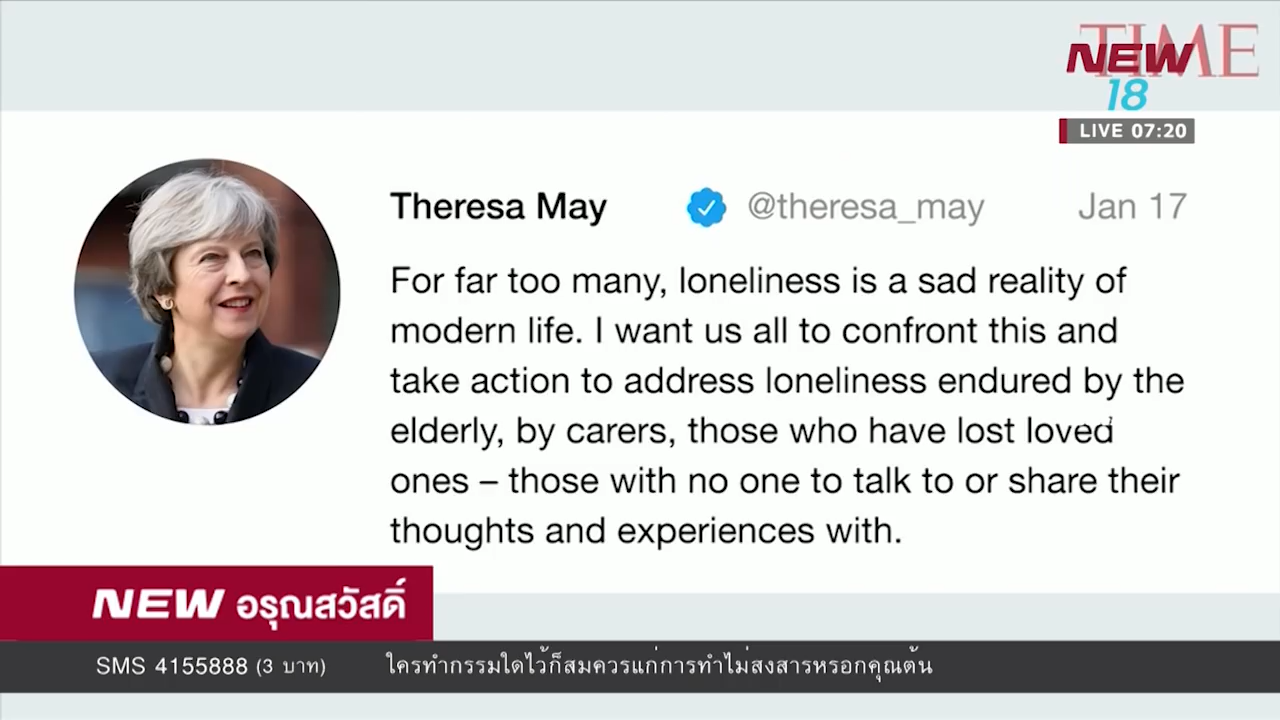 TIME
NEW
18
LIVE 07:20
Theresa May @theresa_may Jan 17
For far too many, loneliness is a sad reality of
modern life. I want us all to confront this and
take action to address loneliness endured by the
elderly, by carers, those who have lost loved
ones – those with no one to talk to or share their
thoughts and experiences with.
NEW อรุณสวัสดิ์
SMS 4155888 (3 บาท) ใครทำกรรมใดไว้ก็สมควรแก่การทำไม่สงสารหรอกคุณต้น